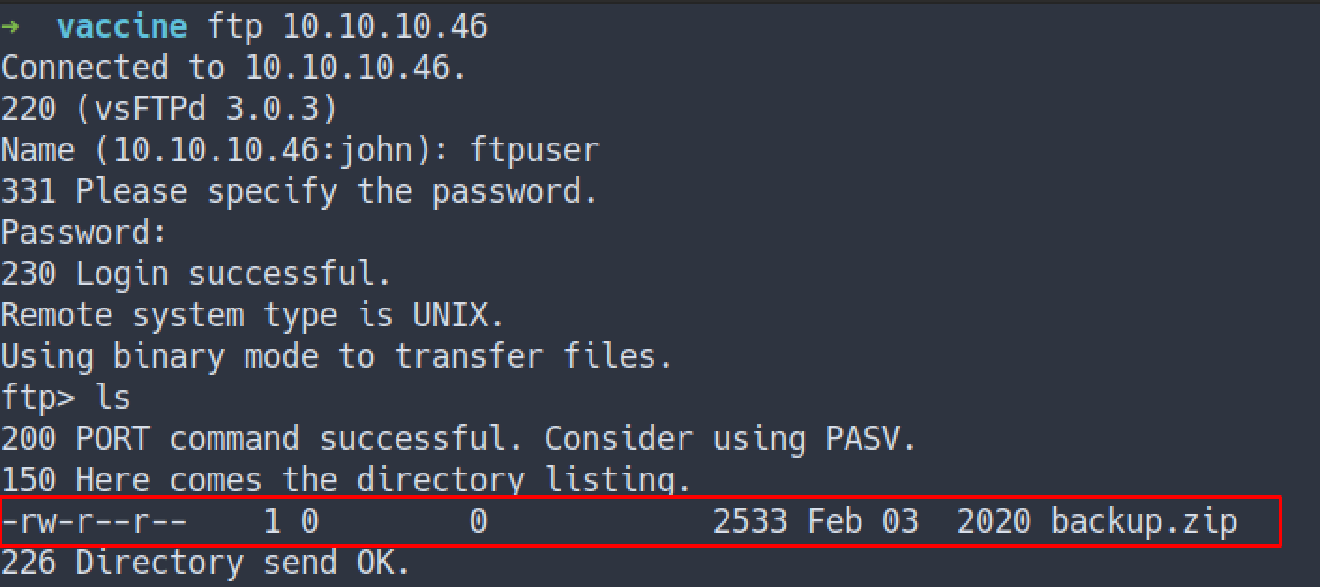 → vaccine ftp 10.10.10.46
Connected to 10.10.10.46.
220 (vsFTPd 3.0.3)
Name (10.10.10.46:john): ftpuser
331 Please specify the password.
Password:
230 Login successful.
Remote system type is UNIX.
Using binary mode to transfer files.
ftp> ls
200 PORT command successful. Consider using PASV.
150 Here comes the directory listing.
-rw-r--r--    1 0        0            2533 Feb 03  2020 backup.zip
226 Directory send OK.